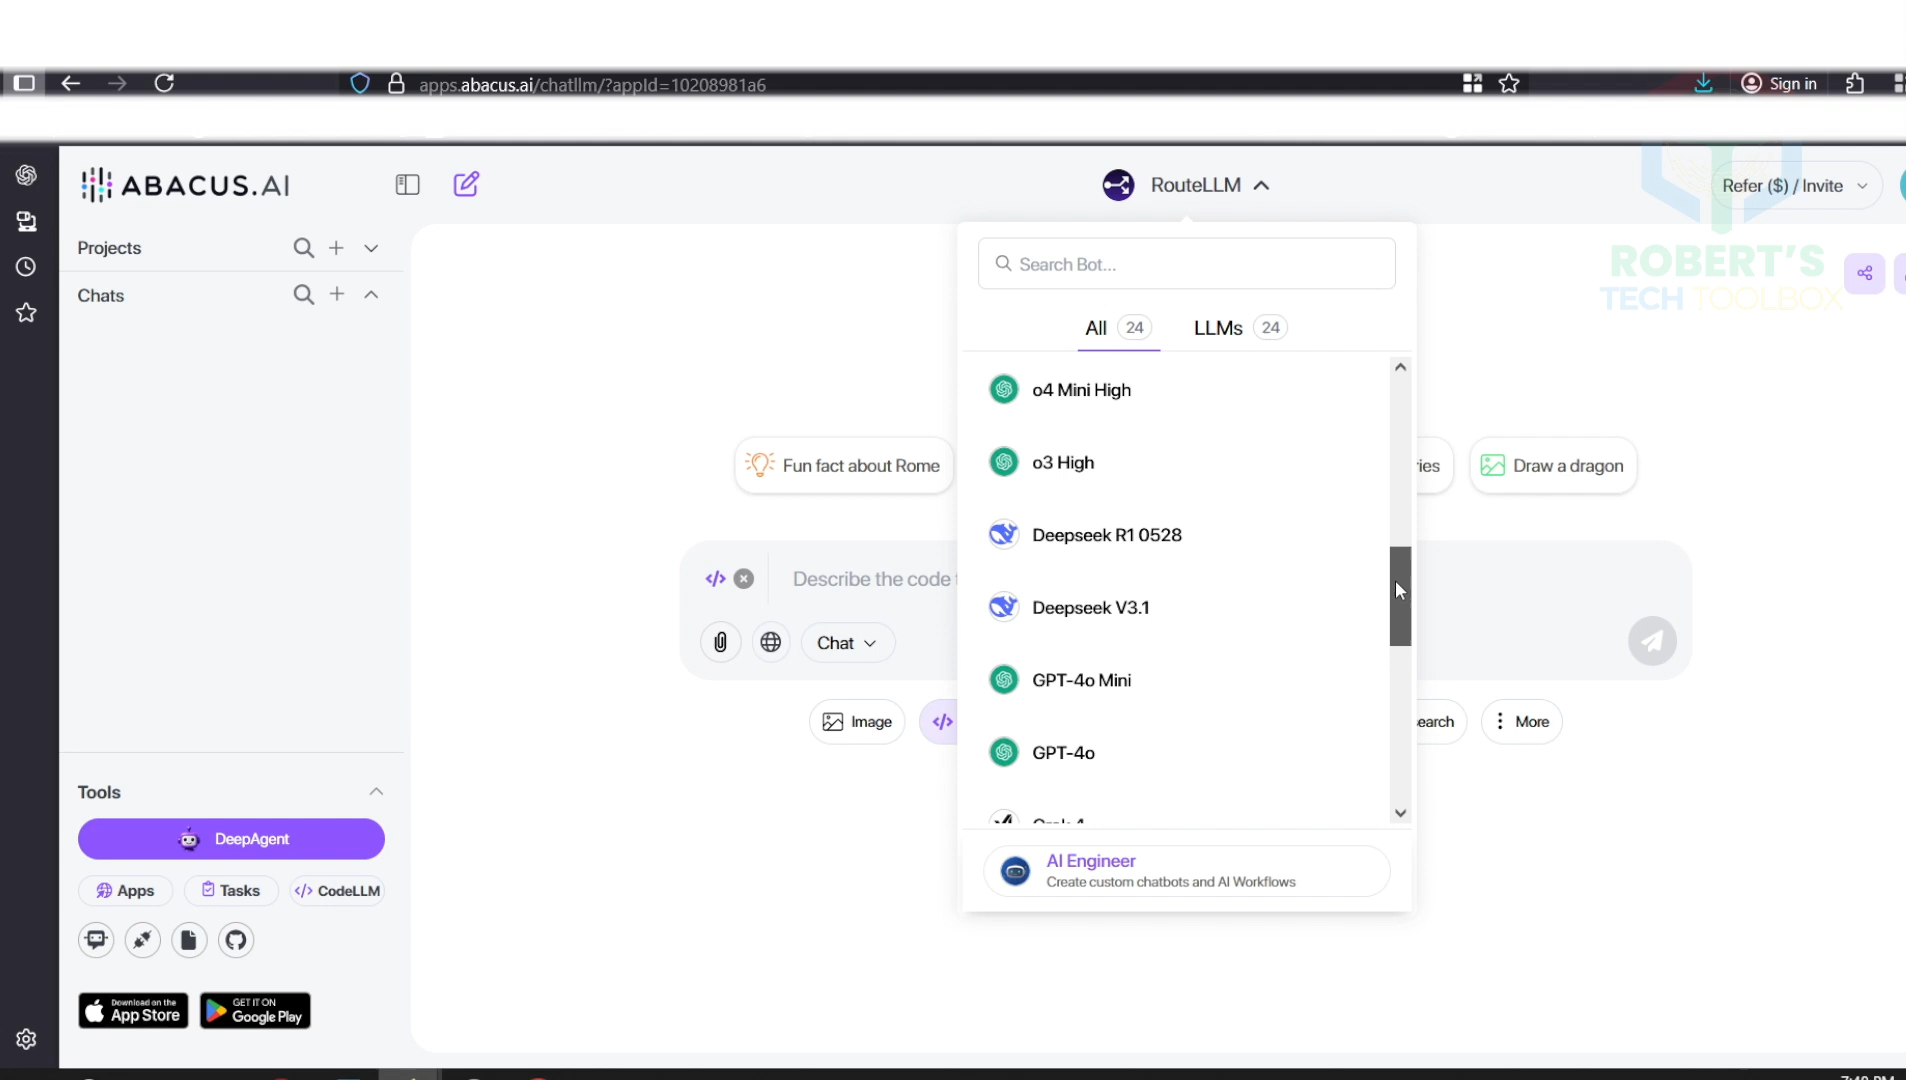 apps.abacus.ai/chatllm/?appId=10208981a6
Sign in
ABACUS.AI
RouteLLM
Refer ($) / Invite
Projects
Chats
Search Bot...
ROBERT'S
TECH TOOLBOX
All 24
LLMs 24
o4 Mini High
o3 High
Deepseek R1 0528
Deepseek V3.1
GPT-4o Mini
GPT-4o
Fun fact about Rome
ries
Draw a dragon
Describe the code
Chat
Image
earch
More
AI Engineer
Create custom chatbots and AI Workflows
Tools
DeepAgent
Apps
Tasks
CodeLLM
Download on the
App Store
GET IT ON
Google Play